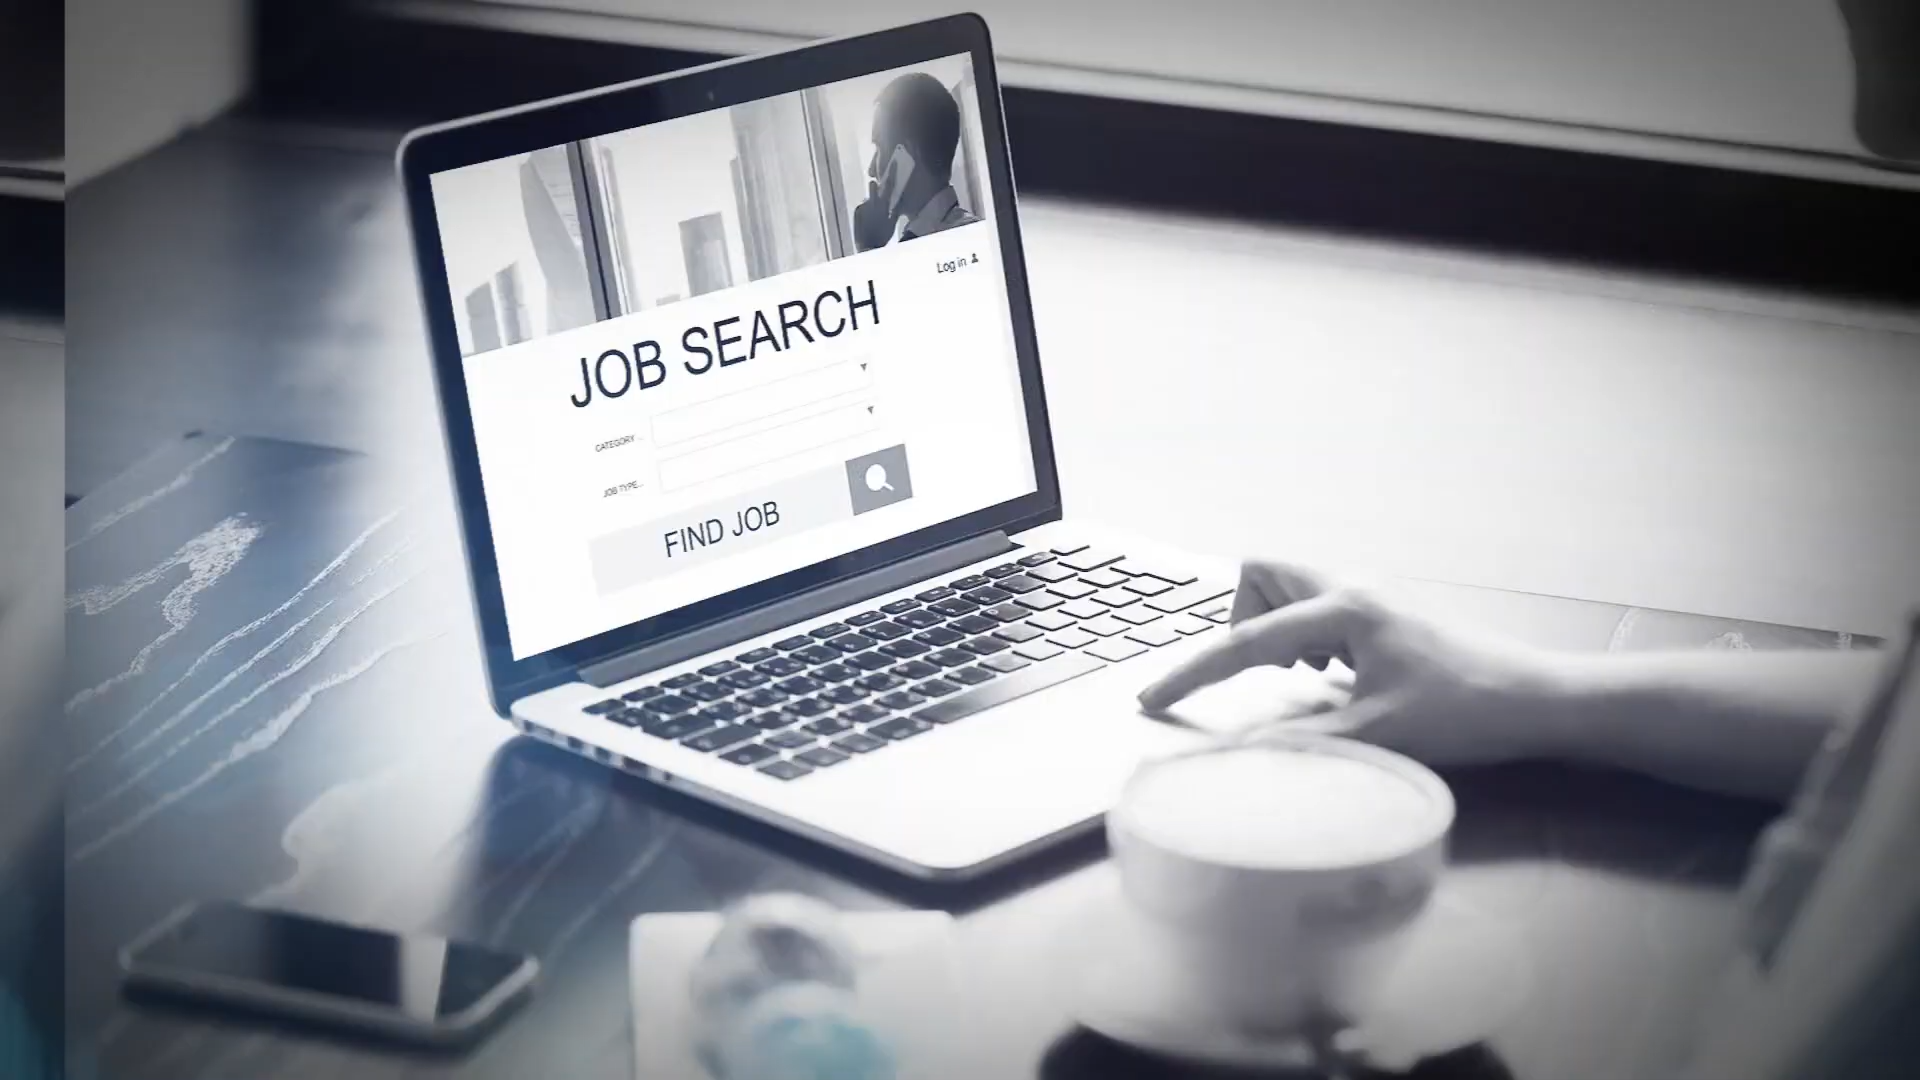 Log in
JOB SEARCH
CATEGORY...
JOB TYPE...
FIND JOB